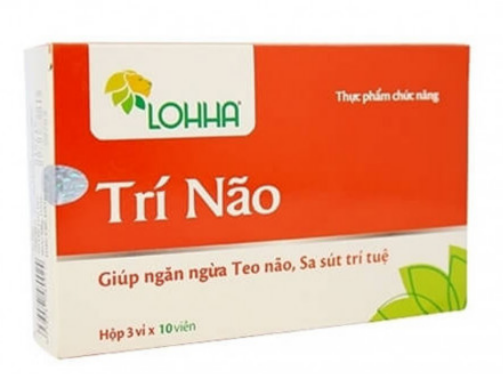 LOHHA
Thực phẩm chức năng
Trí Não
Giúp ngăn ngừa Teo não, Sa sút trí tuệ
Hộp 3 vỉ x 10 viên